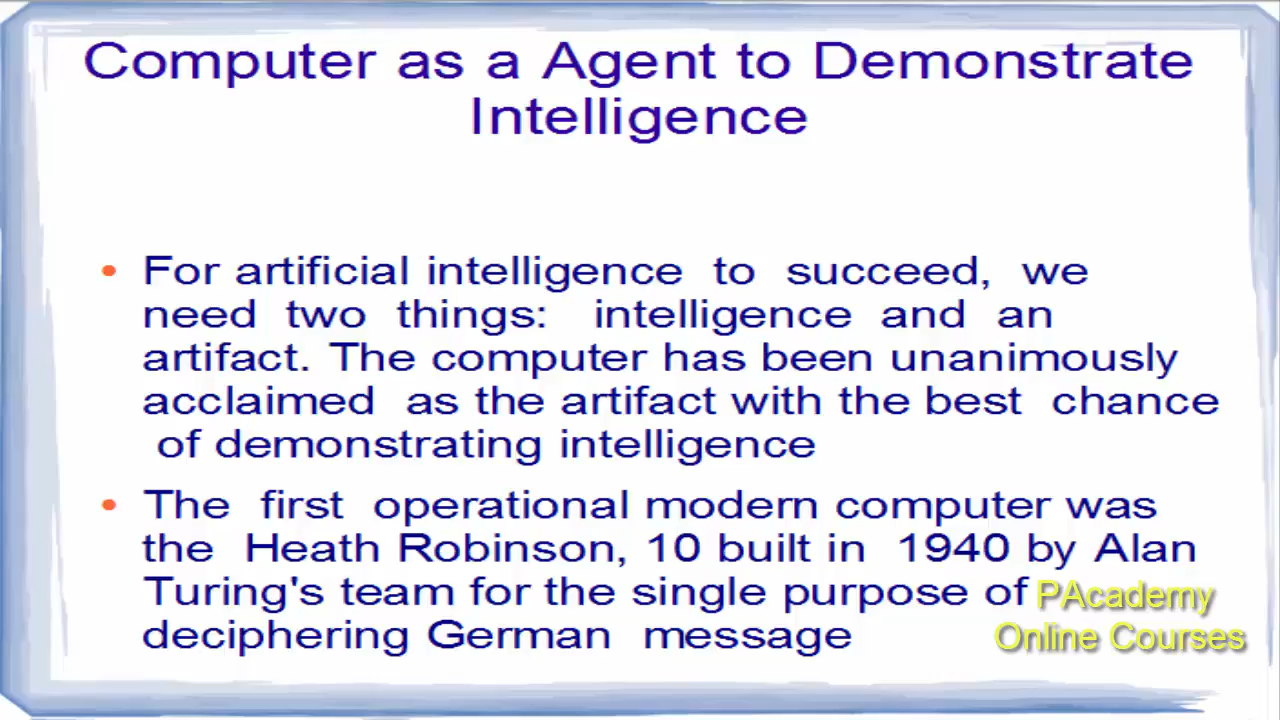 Computer as a Agent to Demonstrate
Intelligence
• For artificial intelligence to succeed, we
need two things: intelligence and an
artifact. The computer has been unanimously
acclaimed as the artifact with the best chance
of demonstrating intelligence
• The first operational modern computer was
the Heath Robinson, 10 built in 1940 by Alan
Turing's team for the single purpose of
deciphering German message
PAcademy
Online Courses